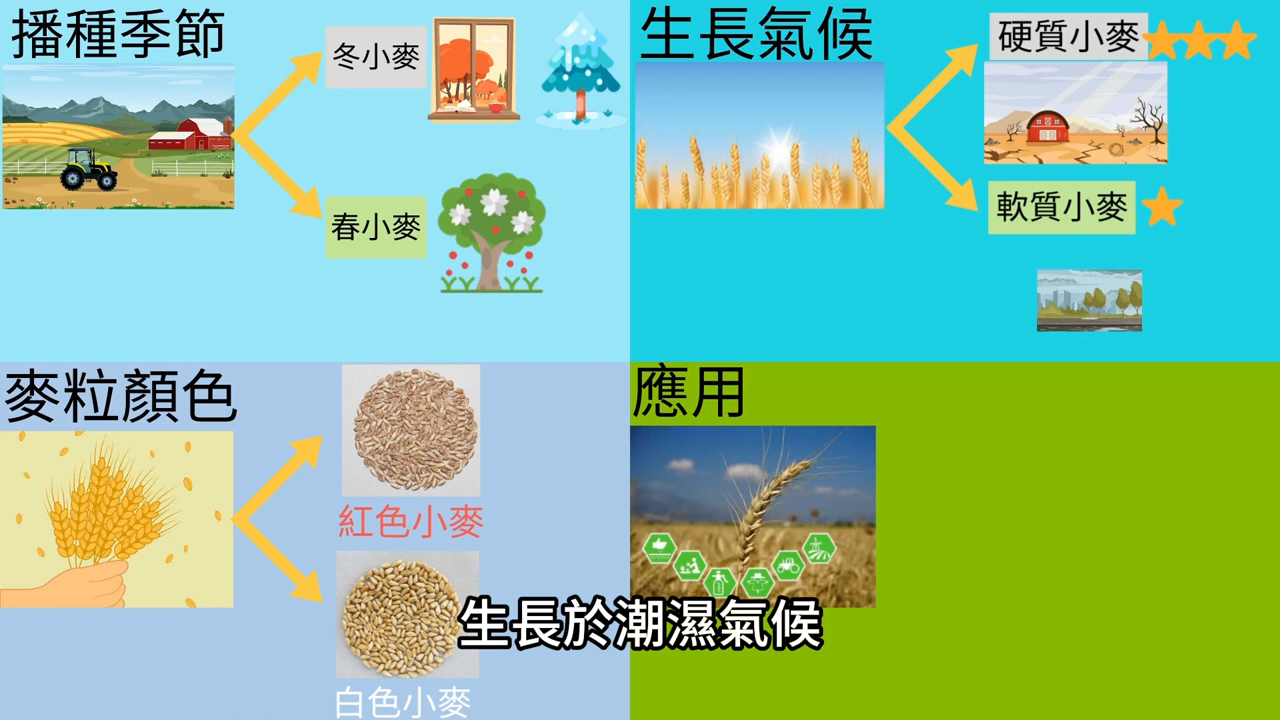 播種季節
冬小麥
春小麥
生長氣候
硬質小麥
軟質小麥
麥粒顏色
紅色小麥
白色小麥
應用
生長於潮濕氣候